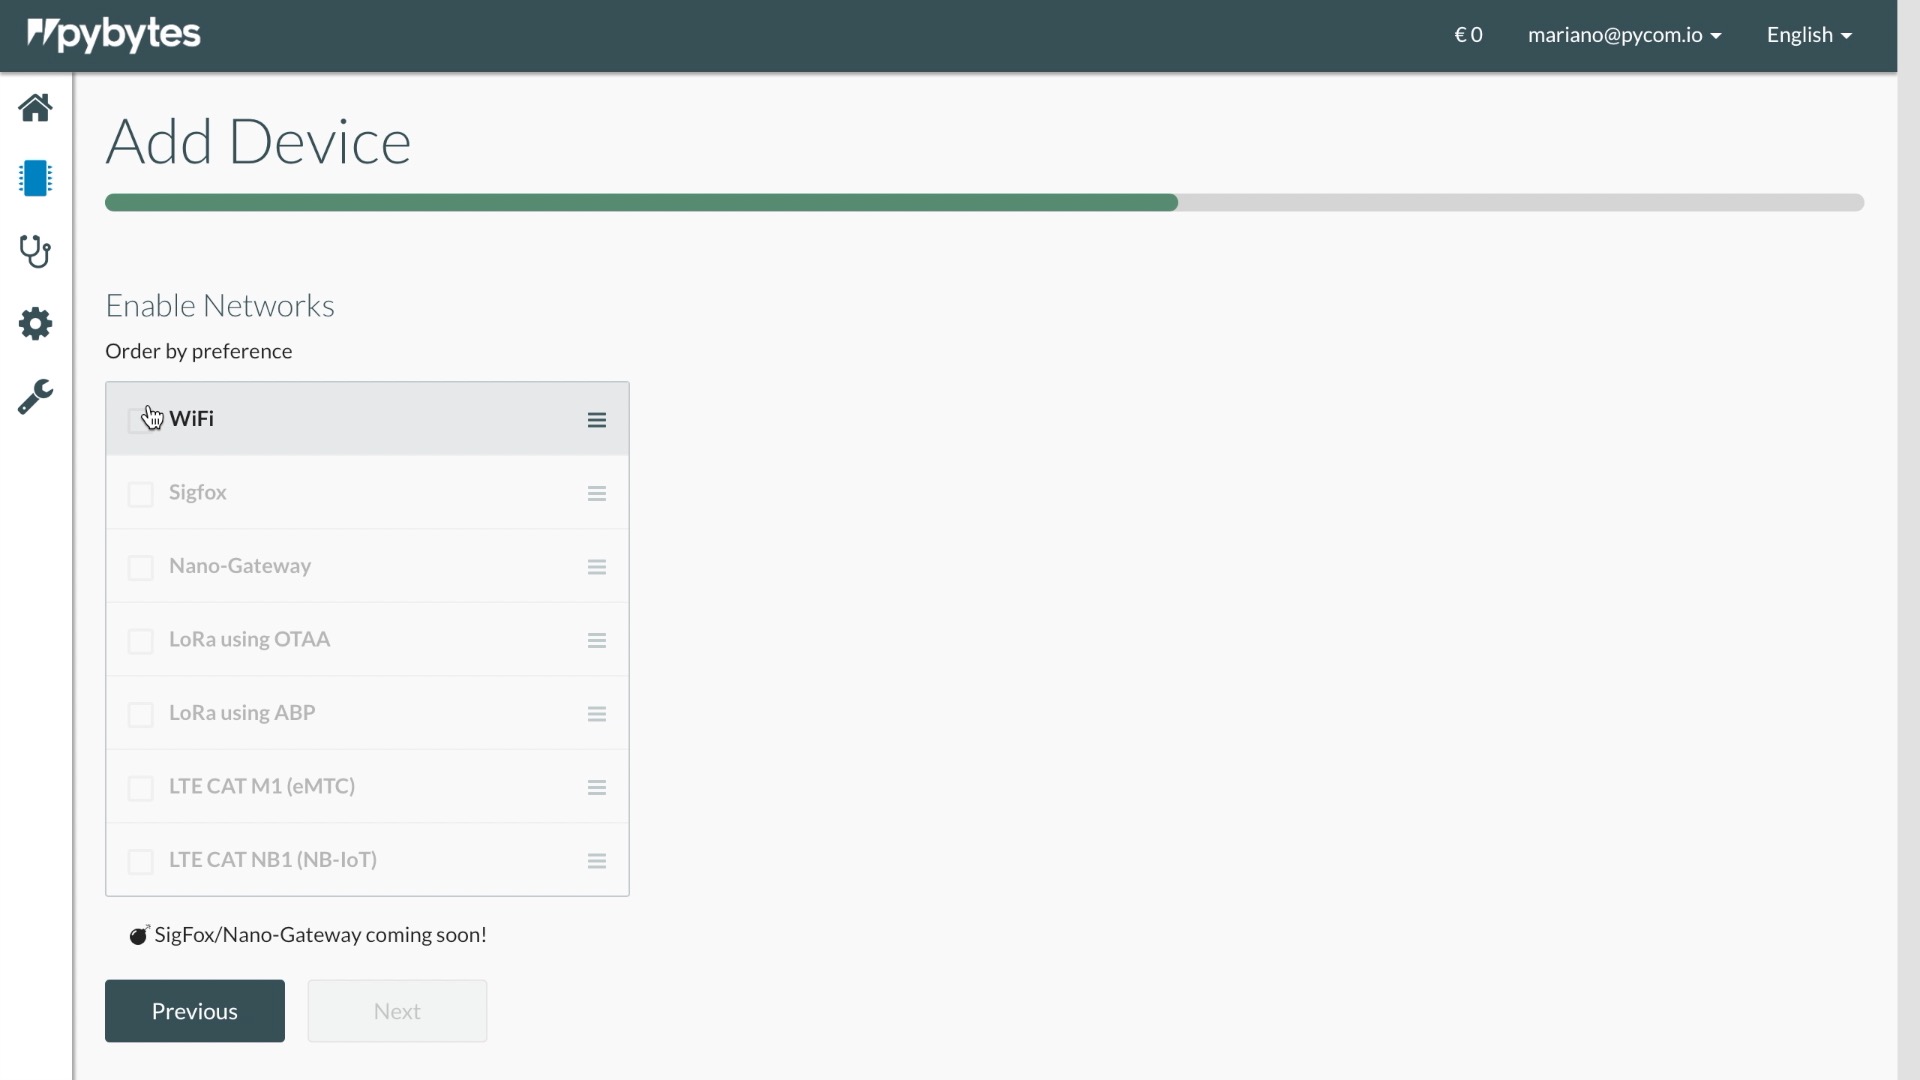 pybytes
€ 0
mariano@pycom.io
English
Add Device
Enable Networks
Order by preference
WiFi
Sigfox
Nano-Gateway
LoRa using OTAA
LoRa using ABP
LTE CAT M1 (eMTC)
LTE CAT NB1 (NB-IoT)
SigFox/Nano-Gateway coming soon!
Previous
Next